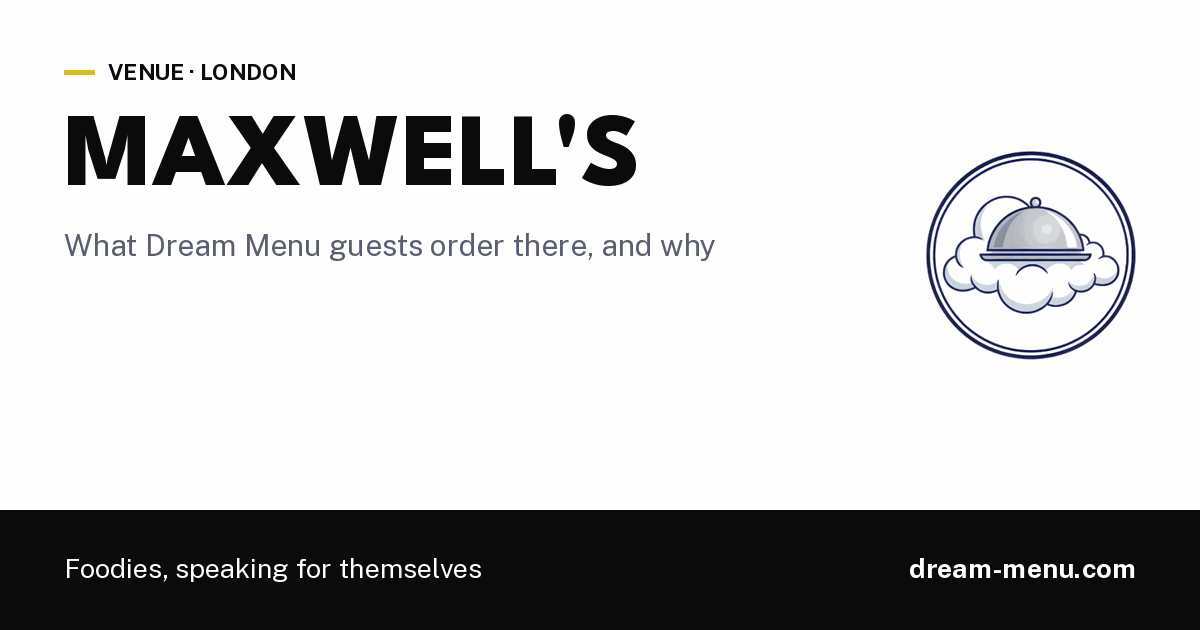 VENUE · LONDON
MAXWELL'S
What Dream Menu guests order there, and why
Foodies, speaking for themselves
dream-menu.com